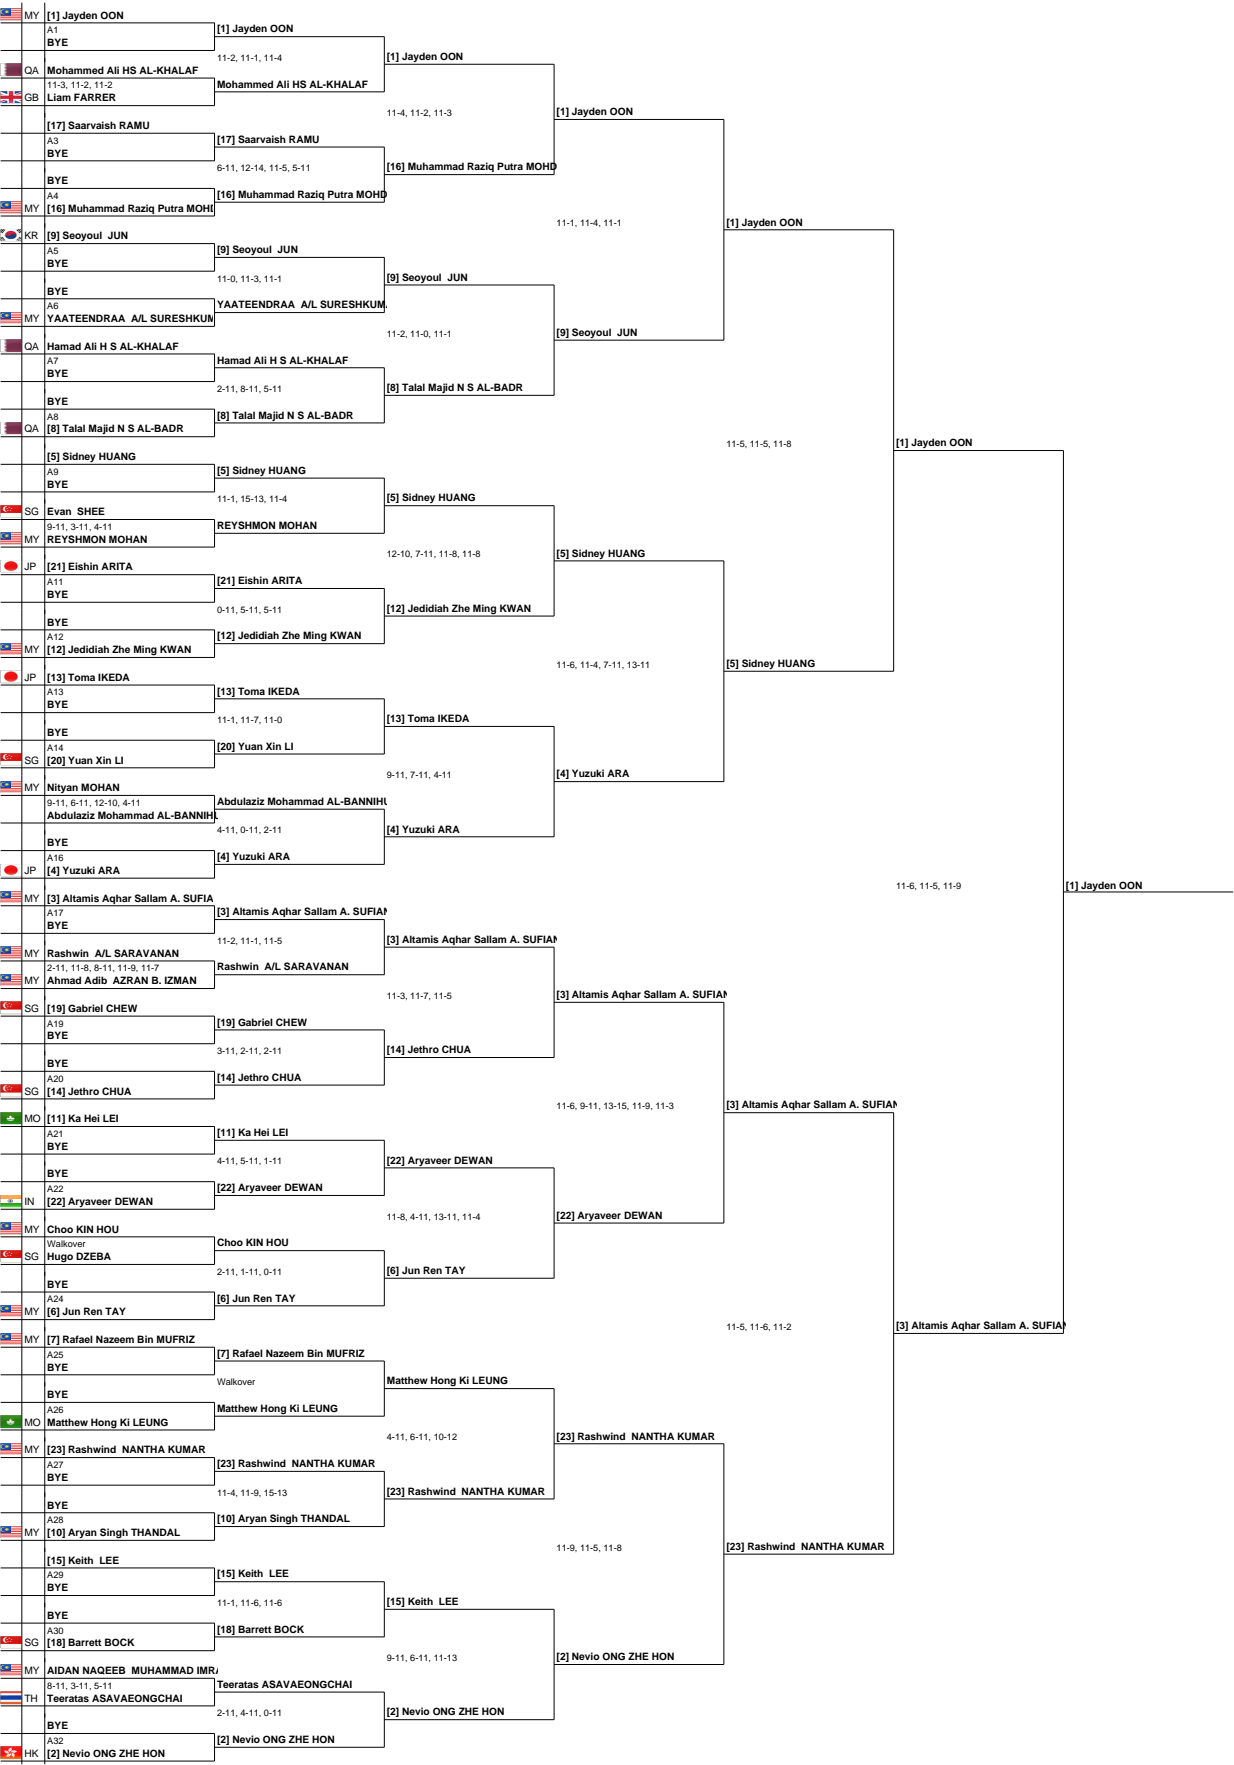 MY [1] Jayden OON
A1 [1] Jayden OON
BYE
11-2, 11-1, 11-4 [1] Jayden OON
QA Mohammed Ali HS AL-KHALAF
11-3, 11-2, 11-2 Mohammed Ali HS AL-KHALAF
GB Liam FARRER
11-4, 11-2, 11-3 [1] Jayden OON
[17] Saarvaish RAMU
A3 [17] Saarvaish RAMU
BYE
6-11, 12-14, 11-5, 5-11 [16] Muhammad Raziq Putra MOHD
BYE
A4 [16] Muhammad Raziq Putra MOHD
MY [16] Muhammad Raziq Putra MOHD
11-1, 11-4, 11-1 [1] Jayden OON
KR [9] Seoyoul JUN
A5 [9] Seoyoul JUN
BYE
11-0, 11-3, 11-1 [9] Seoyoul JUN
BYE
A6 YAATEENDRAA A/L SURESHKUM
MY YAATEENDRAA A/L SURESHKUM
11-2, 11-0, 11-1 [9] Seoyoul JUN
QA Hamad Ali H S AL-KHALAF
A7 Hamad Ali H S AL-KHALAF
BYE
2-11, 8-11, 5-11 [8] Talal Majid N S AL-BADR
BYE
A8 [8] Talal Majid N S AL-BADR
QA [8] Talal Majid N S AL-BADR
11-5, 11-5, 11-8 [1] Jayden OON
[5] Sidney HUANG
A9 [5] Sidney HUANG
BYE
11-1, 15-13, 11-4 [5] Sidney HUANG
SG Evan SHEE
9-11, 3-11, 4-11 REYSHMON MOHAN
MY REYSHMON MOHAN
12-10, 7-11, 11-8, 11-8 [5] Sidney HUANG
JP [21] Eishin ARITA
A11 [21] Eishin ARITA
BYE
0-11, 5-11, 5-11 [12] Jedidiah Zhe Ming KWAN
BYE
A12 [12] Jedidiah Zhe Ming KWAN
MY [12] Jedidiah Zhe Ming KWAN
11-6, 11-4, 7-11, 13-11 [5] Sidney HUANG
JP [13] Toma IKEDA
A13 [13] Toma IKEDA
BYE
11-1, 11-7, 11-0 [13] Toma IKEDA
BYE
A14 [20] Yuan Xin LI
SG [20] Yuan Xin LI
9-11, 7-11, 4-11 [4] Yuzuki ARA
MY Nityan MOHAN
9-11, 6-11, 12-10, 4-11 Abdulaziz Mohammad AL-BANNIHU
Abdulaziz Mohammad AL-BANNIHU
4-11, 0-11, 2-11 [4] Yuzuki ARA
BYE
A16 [4] Yuzuki ARA
JP [4] Yuzuki ARA
11-6, 11-5, 11-9 [1] Jayden OON
MY [3] Altamis Aqhar Sallam A. SUFIA
A17 [3] Altamis Aqhar Sallam A. SUFIAN
BYE
11-2, 11-1, 11-5 [3] Altamis Aqhar Sallam A. SUFIAN
MY Rashwin A/L SARAVANAN
2-11, 11-8, 8-11, 11-9, 11-7 Rashwin A/L SARAVANAN
MY Ahmad Adib AZRAN B. IZMAN
11-3, 11-7, 11-5 [3] Altamis Aqhar Sallam A. SUFIAN
SG [19] Gabriel CHEW
A19 [19] Gabriel CHEW
BYE
3-11, 2-11, 2-11 [14] Jethro CHUA
BYE
A20 [14] Jethro CHUA
SG [14] Jethro CHUA
11-6, 9-11, 13-15, 11-9, 11-3 [3] Altamis Aqhar Sallam A. SUFIAN
MO [11] Ka Hei LEI
A21 [11] Ka Hei LEI
BYE
4-11, 5-11, 1-11 [22] Aryaveer DEWAN
BYE
A22 [22] Aryaveer DEWAN
IN [22] Aryaveer DEWAN
11-8, 4-11, 13-11, 11-4 [22] Aryaveer DEWAN
MY Choo KIN HOU
Walkover Choo KIN HOU
SG Hugo DZEBA
2-11, 1-11, 0-11 [6] Jun Ren TAY
BYE
A24 [6] Jun Ren TAY
MY [6] Jun Ren TAY
11-5, 11-6, 11-2 [3] Altamis Aqhar Sallam A. SUFIAN
MY [7] Rafael Nazeem Bin MUFRIZ
A25 [7] Rafael Nazeem Bin MUFRIZ
BYE
Walkover Matthew Hong Ki LEUNG
BYE
A26 Matthew Hong Ki LEUNG
MO Matthew Hong Ki LEUNG
4-11, 6-11, 10-12 [23] Rashwind NANTHA KUMAR
MY [23] Rashwind NANTHA KUMAR
A27 [23] Rashwind NANTHA KUMAR
BYE
11-4, 11-9, 15-13 [23] Rashwind NANTHA KUMAR
BYE
A28 [10] Aryan Singh THANDAL
MY [10] Aryan Singh THANDAL
11-9, 11-5, 11-8 [23] Rashwind NANTHA KUMAR
[15] Keith LEE
A29 [15] Keith LEE
BYE
11-1, 11-6, 11-6 [15] Keith LEE
BYE
A30 [18] Barrett BOCK
SG [18] Barrett BOCK
9-11, 6-11, 11-13 [2] Nevio ONG ZHE HON
MY AIDAN NAQEEB MUHAMMAD IMRA
8-11, 3-11, 5-11 Teeratas ASAVAEONGCHAI
TH Teeratas ASAVAEONGCHAI
2-11, 4-11, 0-11 [2] Nevio ONG ZHE HON
BYE
A32 [2] Nevio ONG ZHE HON
HK [2] Nevio ONG ZHE HON